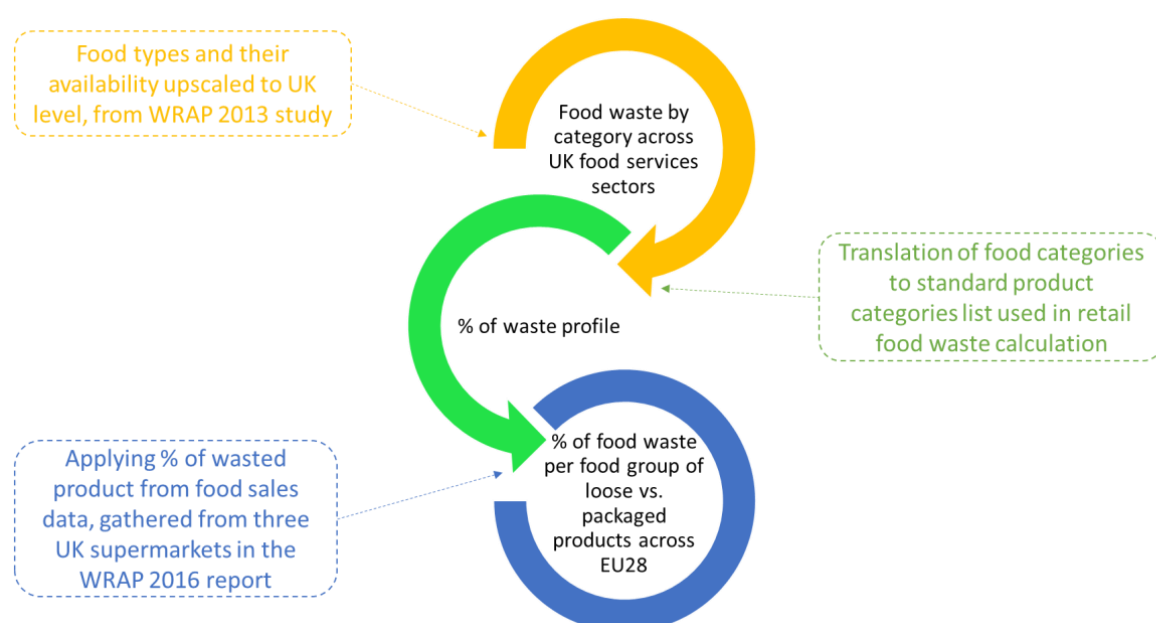 Food types and their
availability upscaled to UK
level, from WRAP 2013 study
Food waste by
category across
UK food services
sectors
Translation of food categories
to standard product
categories list used in retail
food waste calculation
% of waste profile
Applying % of wasted
product from food sales
data, gathered from three
UK supermarkets in the
WRAP 2016 report
% of food waste
per food group of
loose vs.
packaged
products across
EU28